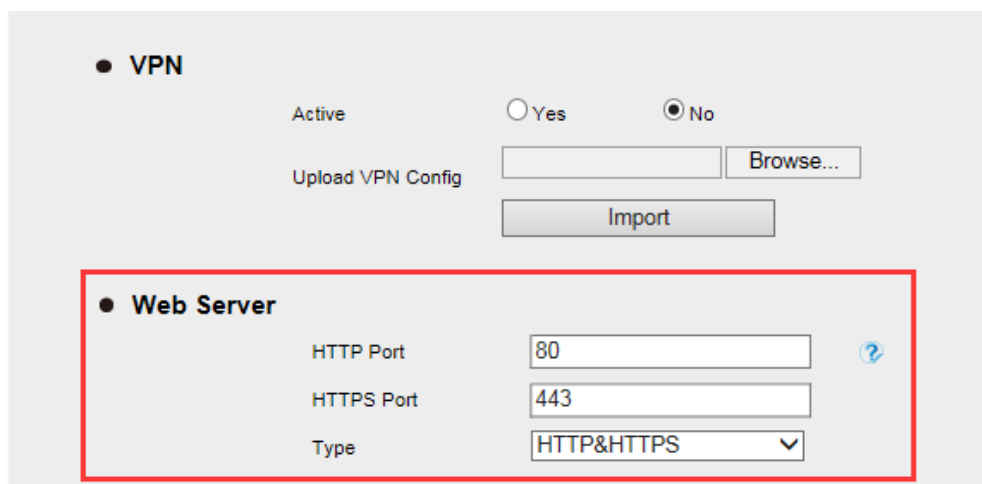 VPN
Active Yes No
Upload VPN Config Browse...
Import
Web Server
HTTP Port 80 ?
HTTPS Port 443
Type HTTP&HTTPS